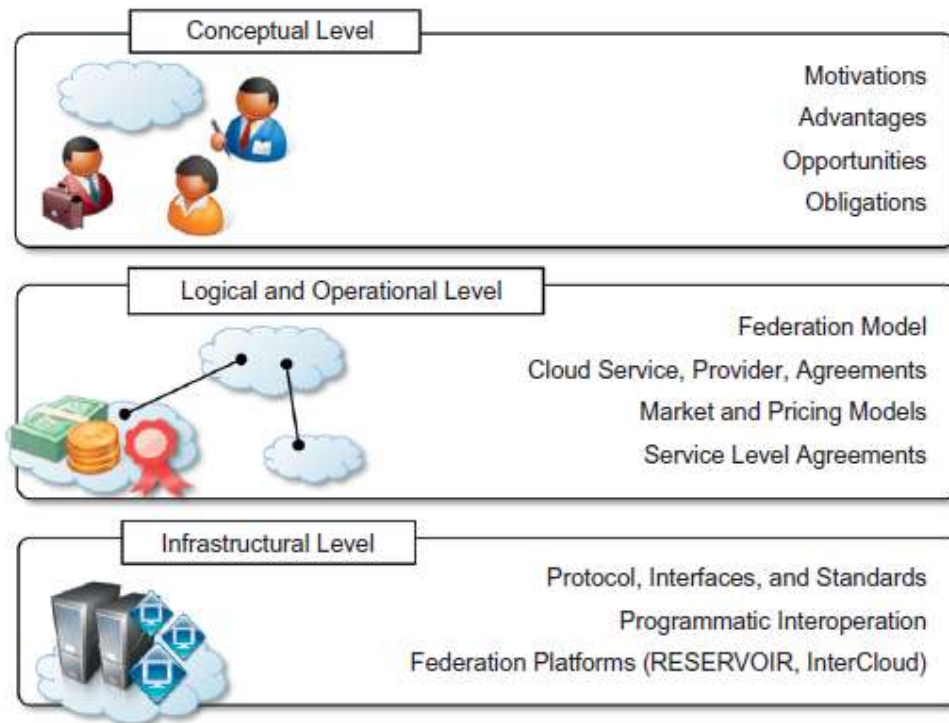 Conceptual Level
Motivations
Advantages
Opportunities
Obligations
Logical and Operational Level
Federation Model
Cloud Service, Provider, Agreements
Market and Pricing Models
Service Level Agreements
Infrastructural Level
Protocol, Interfaces, and Standards
Programmatic Interoperation
Federation Platforms (RESERVOIR, InterCloud)